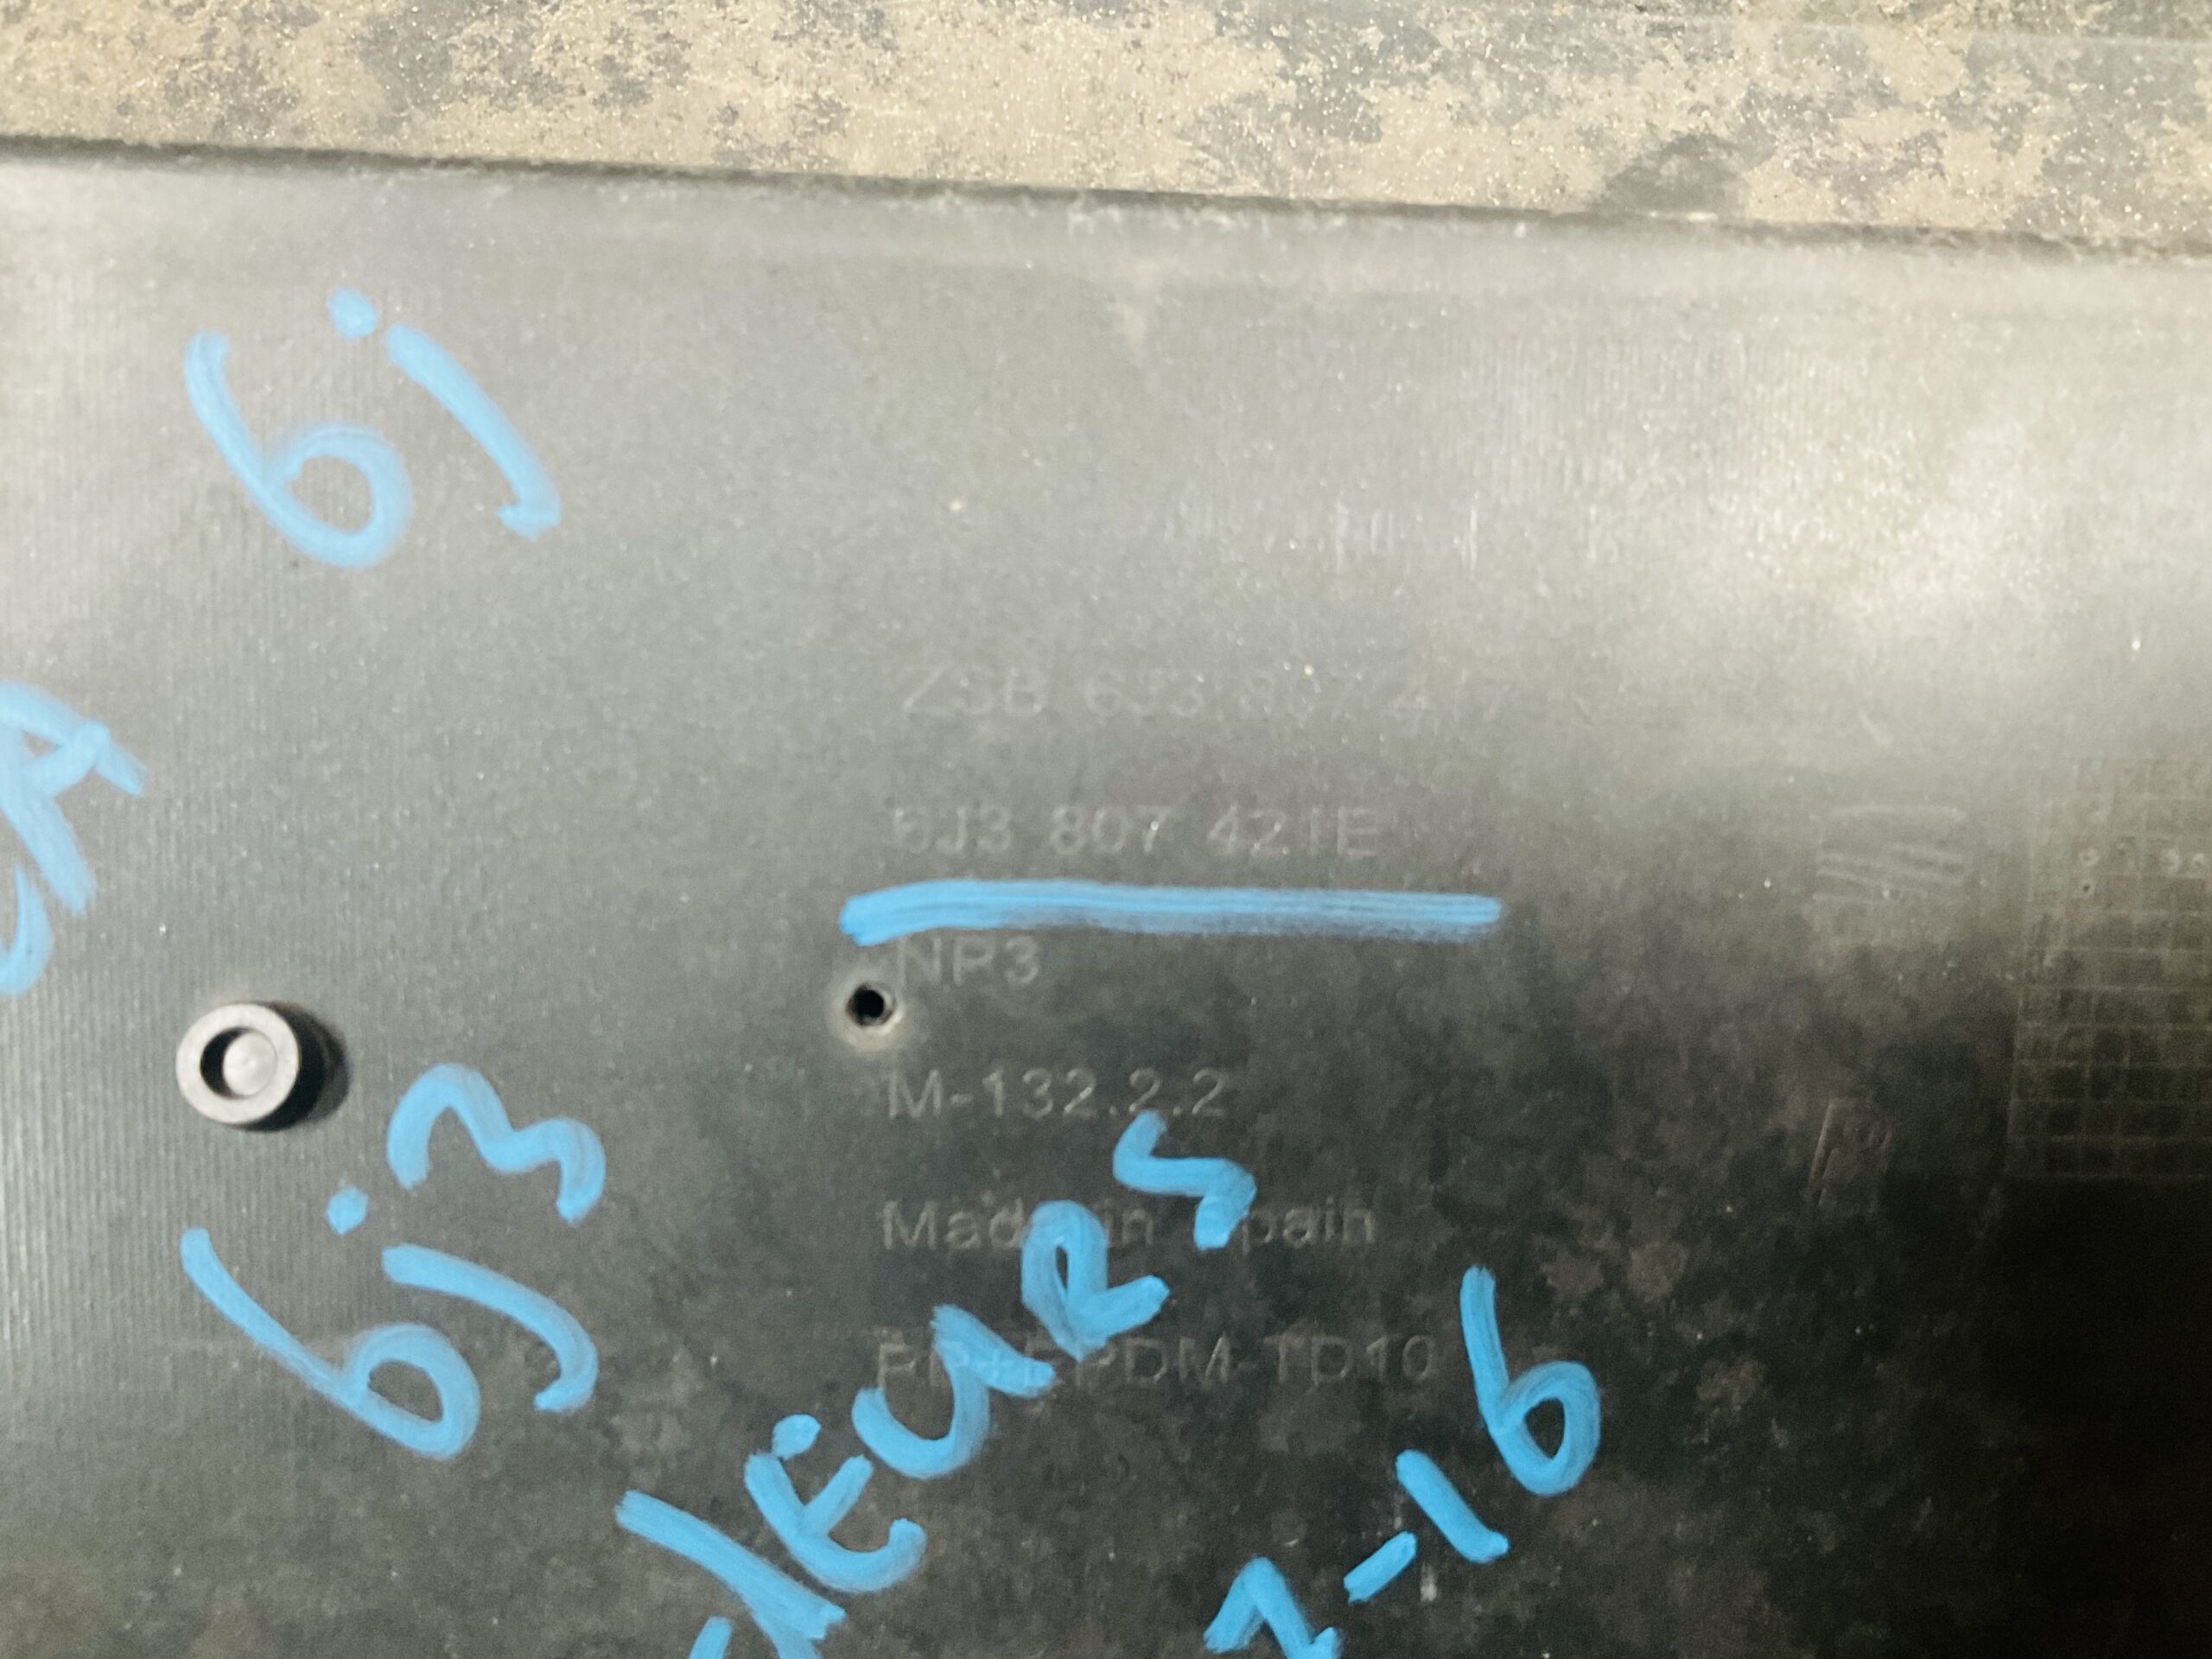 6j
ZSB 6J3 807 417
6J3 807 421E
NR3
M-132.2.2
Made in Spain
PP+EPDM-TD10
6j3
-16